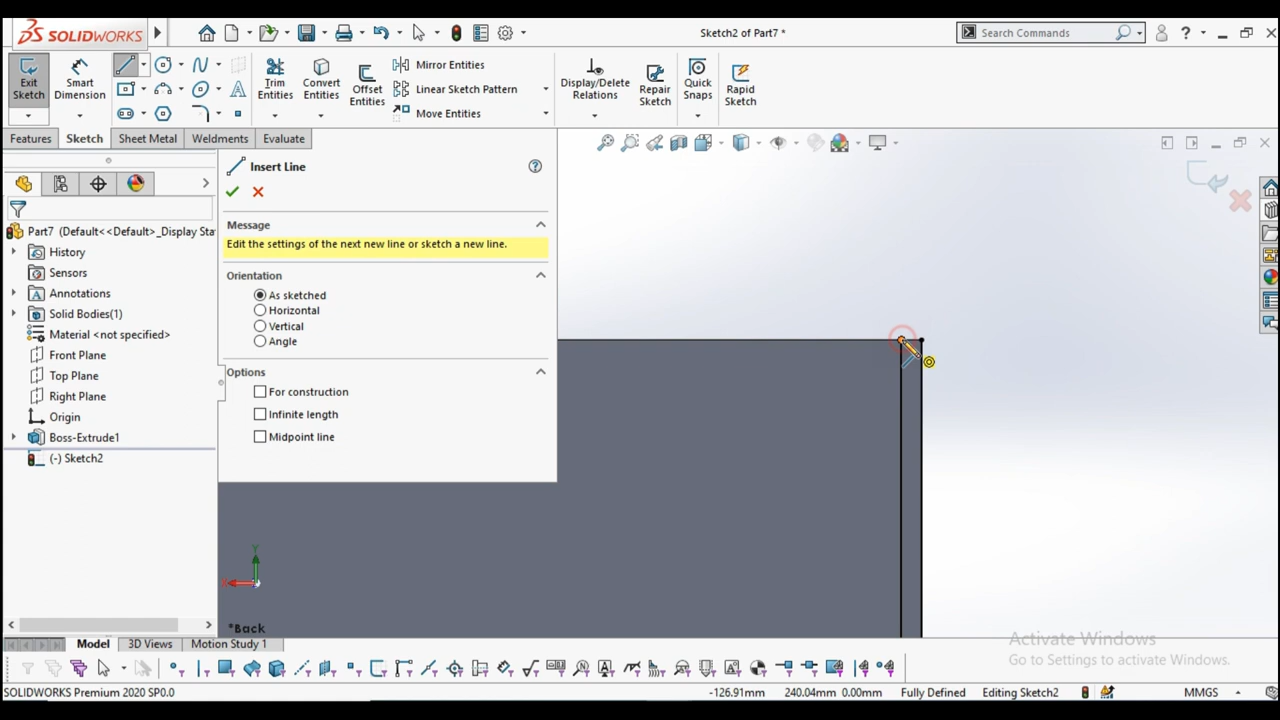 SOLIDWORKS
Sketch2 of Part7 *
Search Commands
?
Exit Sketch
Smart Dimension
Trim Entities
Convert Entities
Offset Entities
Mirror Entities
Linear Sketch Pattern
Move Entities
Display/Delete Relations
Repair Sketch
Quick Snaps
Rapid Sketch
Features
Sketch
Sheet Metal
Weldments
Evaluate
Insert Line
Message
Edit the settings of the next new line or sketch a new line.
Orientation
As sketched
Horizontal
Vertical
Angle
Options
For construction
Infinite length
Midpoint line
Part7 (Default<<Default>_Display Sta
History
Sensors
Annotations
Solid Bodies(1)
Material <not specified>
Front Plane
Top Plane
Right Plane
Origin
Boss-Extrude1
(-) Sketch2
Y
X
*Back
Model
3D Views
Motion Study 1
Activate Windows
Go to Settings to activate Windows.
SOLIDWORKS Premium 2020 SP0.0
-126.91mm
240.04mm 0.00mm
Fully Defined
Editing Sketch2
MMGS